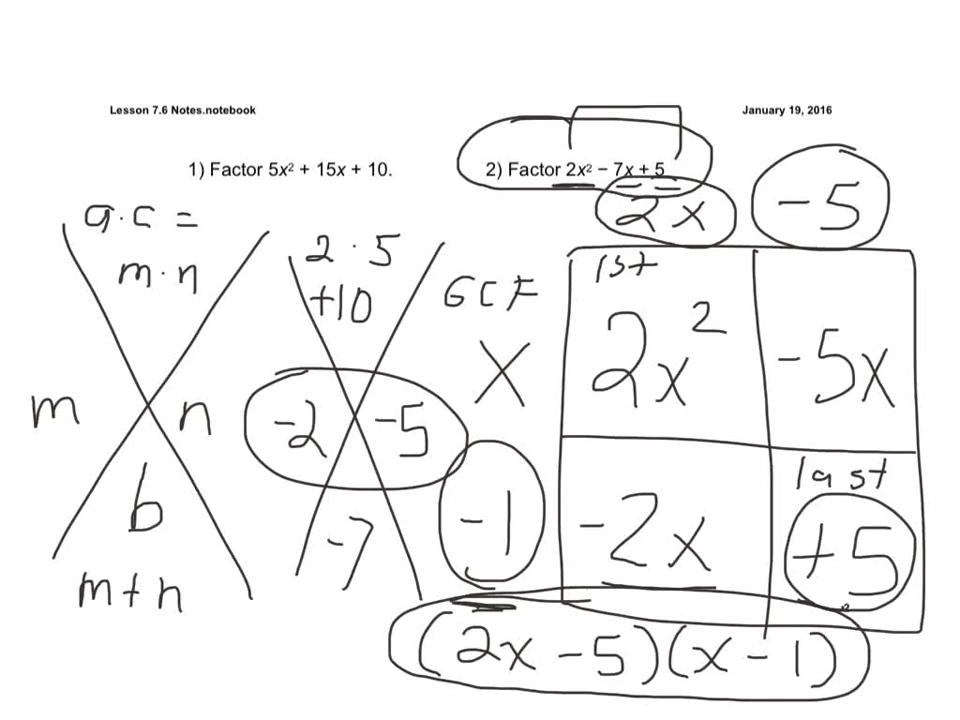 Lesson 7.6 Notes.notebook
January 19, 2016
1) Factor 5x² + 15x + 10.
2) Factor 2x² − 7x + 5
a·c =
m·n
m
n
b
m+n
2·5
+10
-2
-5
-7
GCF
2x
-5
x
1st
2x²
-5x
-1
-2x
last
+5
(2x-5)(x-1)